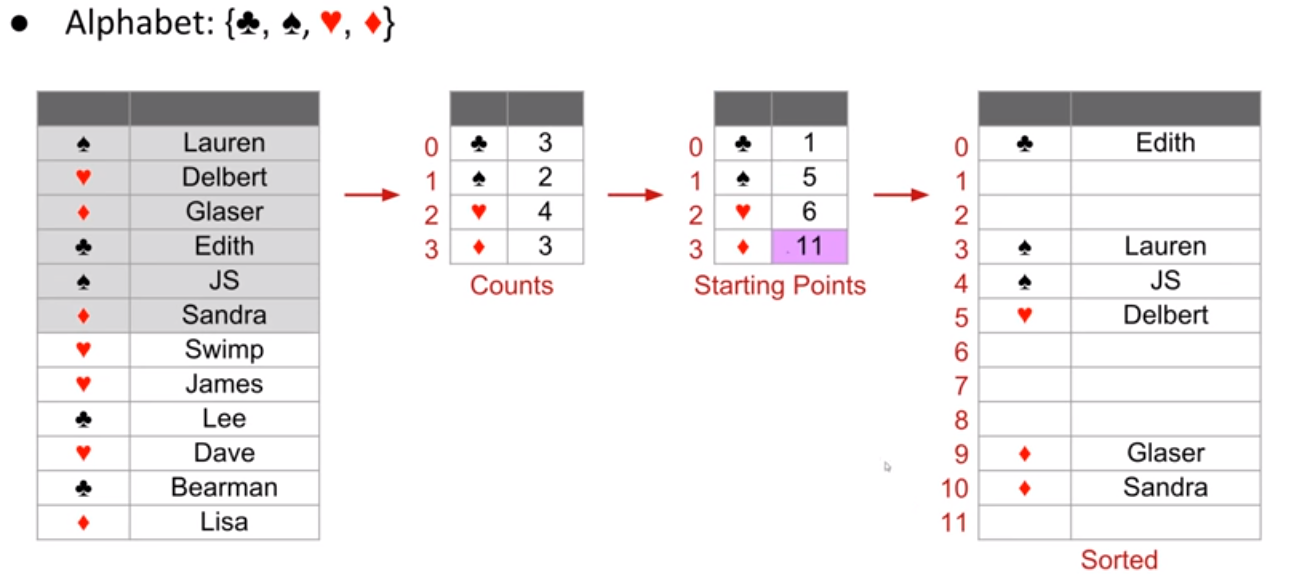 ● Alphabet: {♣, ♠, ♥, ♦}
♠ Lauren
♥ Delbert
♦ Glaser
♣ Edith
♠ JS
♦ Sandra
♥ Swimp
♥ James
♣ Lee
♥ Dave
♣ Bearman
♦ Lisa
0 ♣ 3
1 ♠ 2
2 ♥ 4
3 ♦ 3
Counts
0 ♣ 1
1 ♠ 5
2 ♥ 6
3 ♦ 11
Starting Points
0 ♣ Edith
1
2
3 ♠ Lauren
4 ♠ JS
5 ♥ Delbert
6
7
8
9 ♦ Glaser
10 ♦ Sandra
11
Sorted